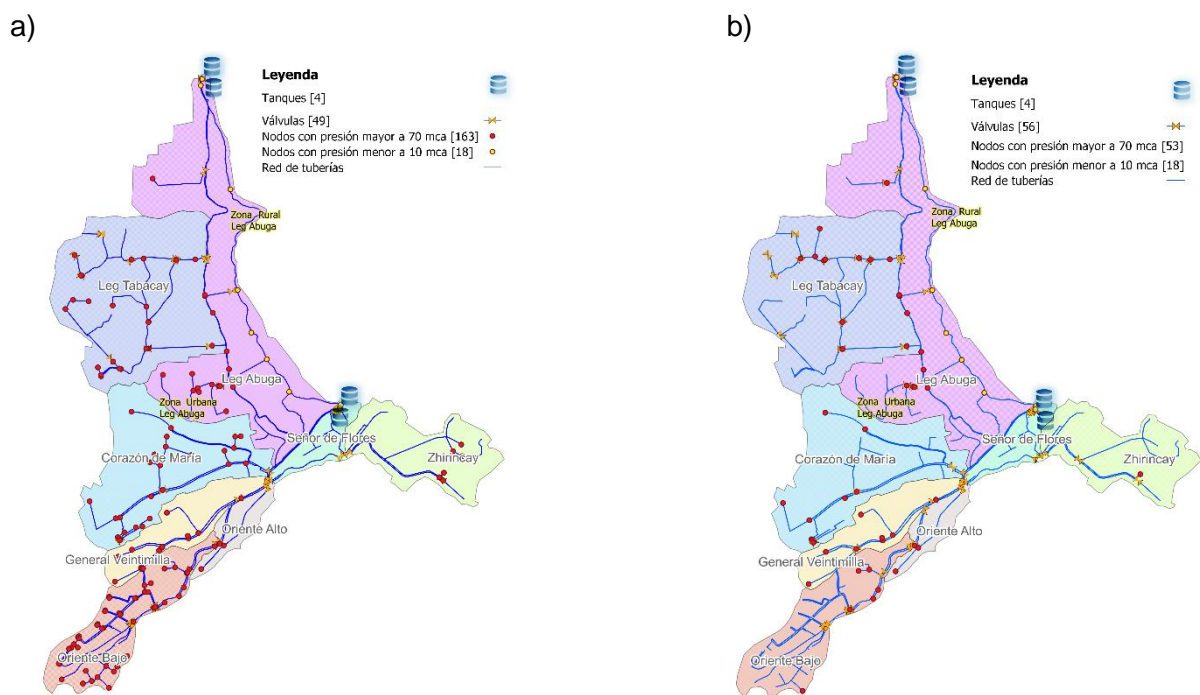 a)
Leyenda
Tanques [4]
Válvulas [49]
Nodos con presión mayor a 70 mca [163]
Nodos con presión menor a 10 mca [18]
Red de tuberías
Zona Rural
Leg Abuga
Leg Tabacay
Leg Abuga
Zona Urbana
Leg Abuga
Señor de Flores
Corazón de María
Zhirincay
Oriente Alto
General Veintimilla
Oriente Bajo
b)
Leyenda
Tanques [4]
Válvulas [56]
Nodos con presión mayor a 70 mca [53]
Nodos con presión menor a 10 mca [18]
Red de tuberías
Zona Rural
Leg Abuga
Leg Tabacay
Leg Abuga
Zona Urbana
Leg Abuga
Señor de Flores
Corazón de María
Zhirincay
Oriente Alto
General Veintimilla
Oriente Bajo